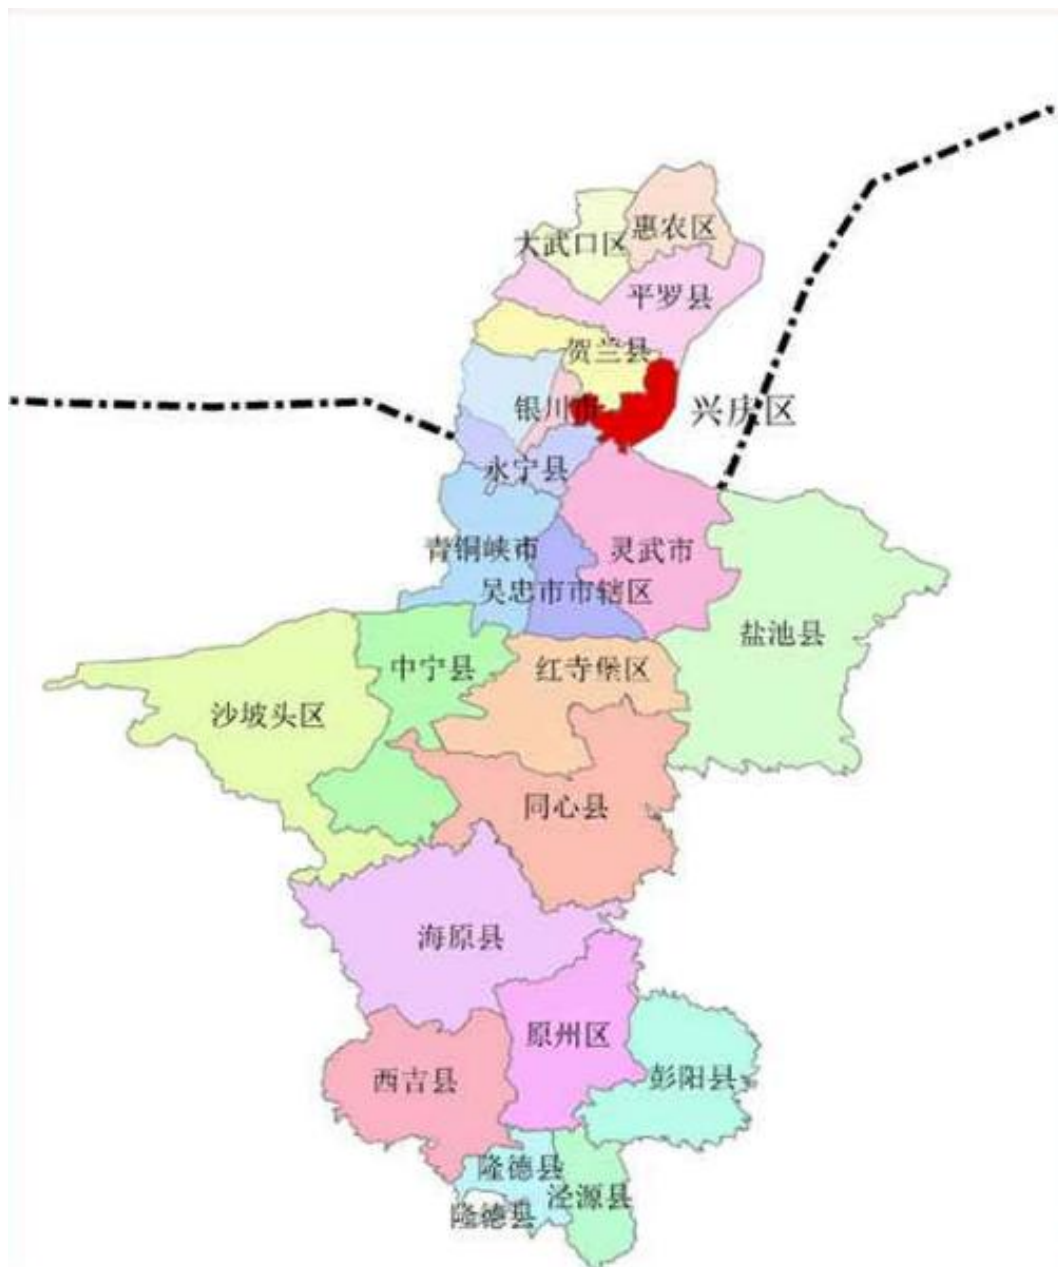 惠农区
大武口区
平罗县
贺兰县
银川市
兴庆区
永宁县
青铜峡市
灵武市
吴忠市市辖区
盐池县
中宁县
红寺堡区
沙坡头区
同心县
海原县
原州区
西吉县
彭阳县
隆德县
泾源县
隆德县